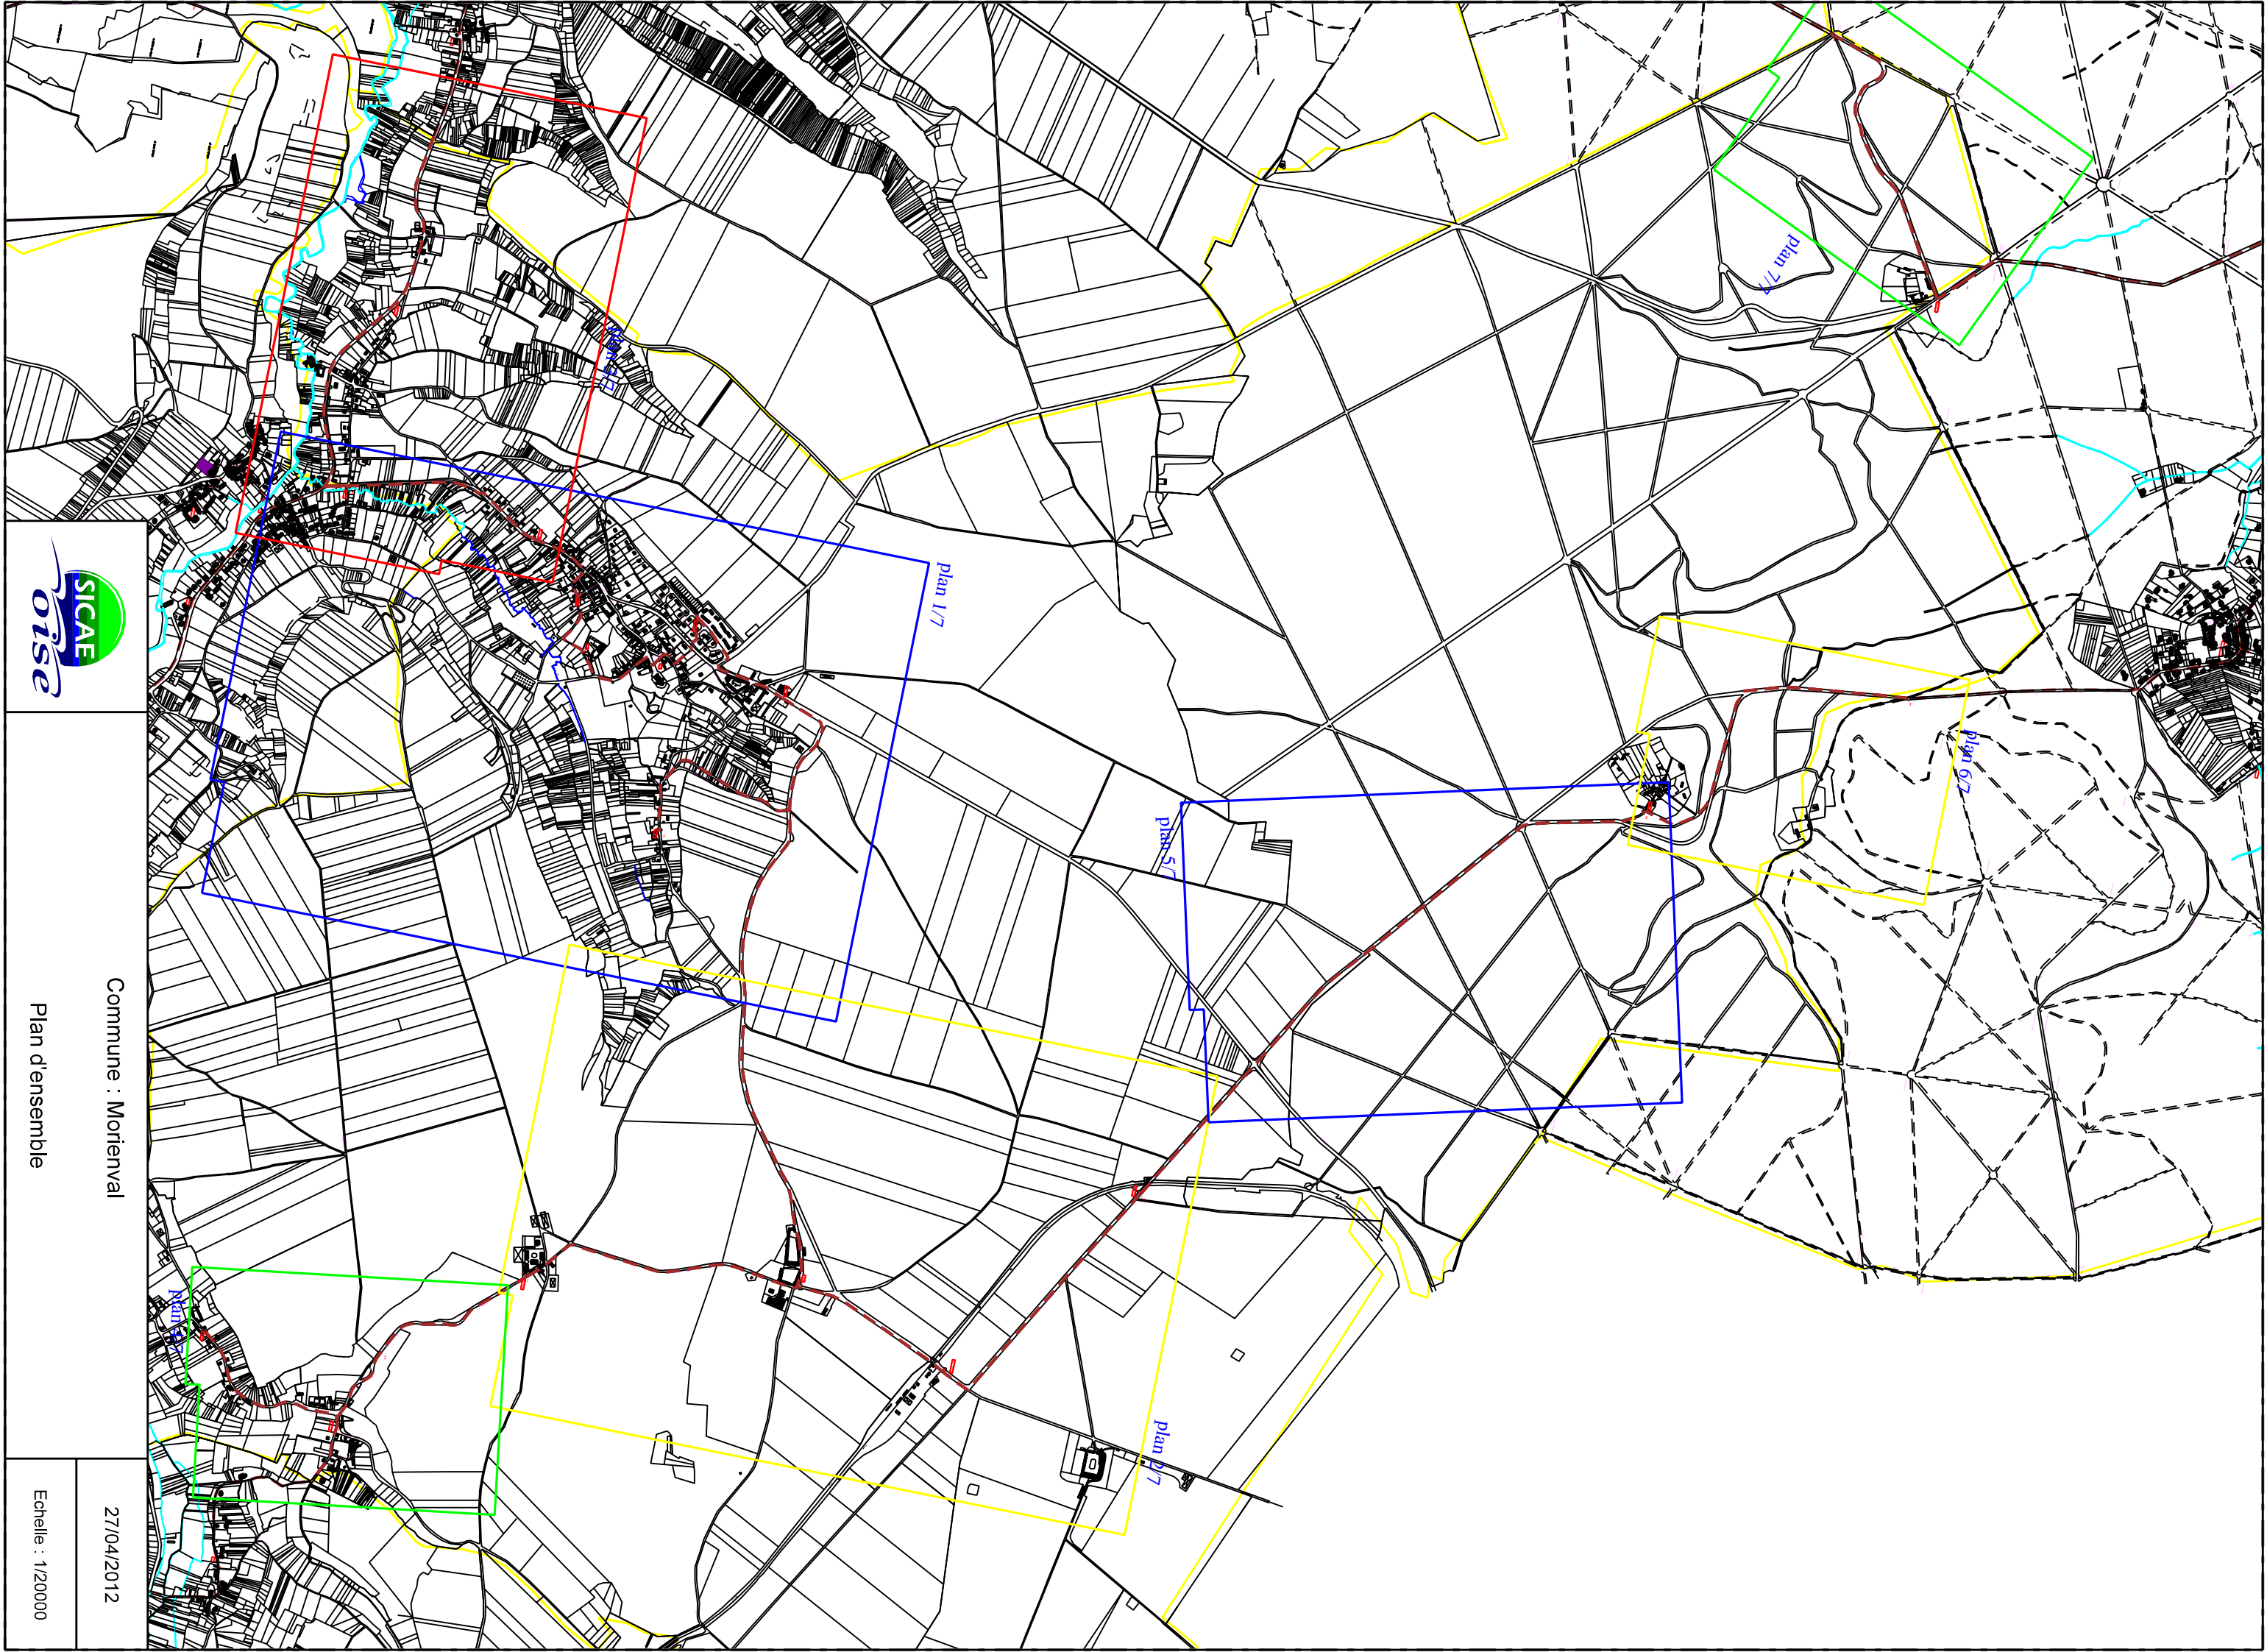 plan 7/7
plan 6/7
plan 1/7
plan 5/7
plan 2/7
SICAE
oise
Commune : Morienval
Plan d'ensemble
27/04/2012
Echelle : 1/20000